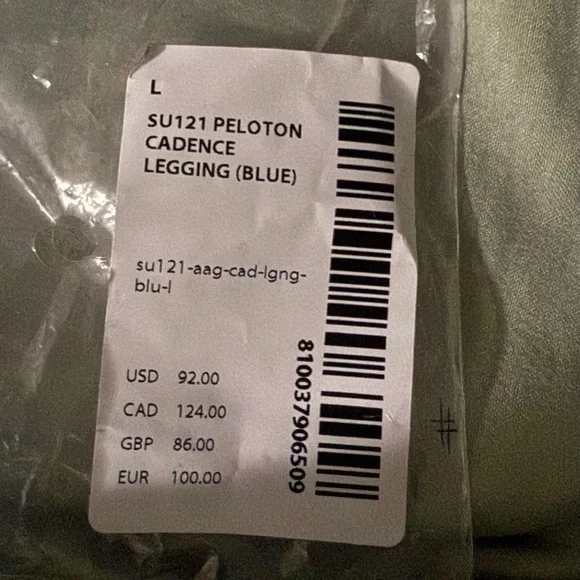 L
SU121 PELOTON
CADENCE
LEGGING (BLUE)
su121-aag-cad-lgng-
blu-l
USD 92.00
CAD 124.00
GBP 86.00
EUR 100.00
810037906509
#